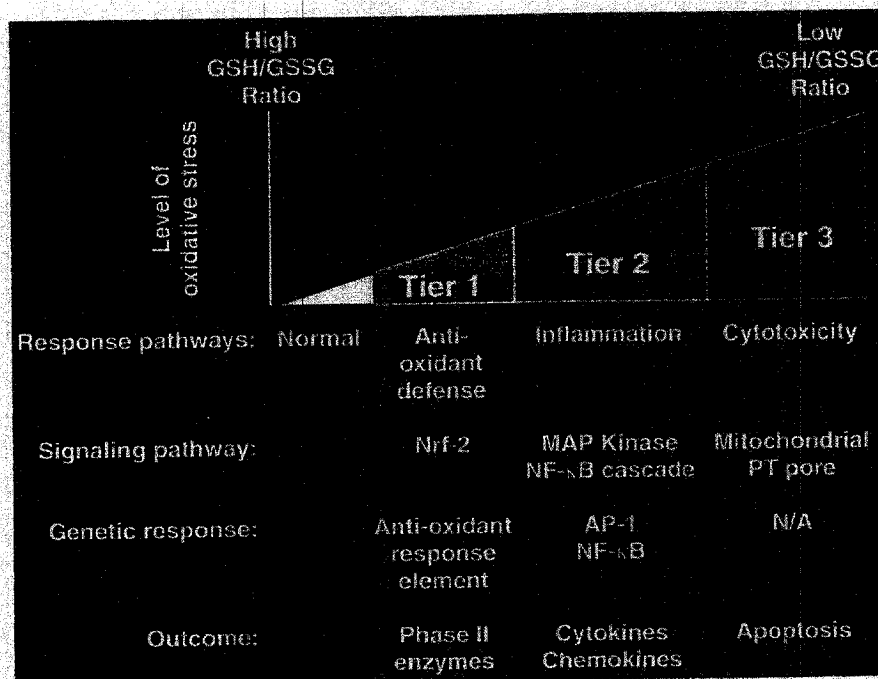 High
GSH/GSSG
Ratio
Low
GSH/GSSG
Ratio
Level of
oxidative stress
Tier 1
Tier 2
Tier 3
Response pathways: Normal Anti- Inflammation Cytotoxicity
oxidant
defense
Signaling pathway: Nrf-2 MAP Kinase Mitochondrial
NF-κB cascade PT pore
Genetic response: Anti-oxidant AP-1 N/A
response NF-κB
element
Outcome: Phase II Cytokines Apoptosis
enzymes Chemokines